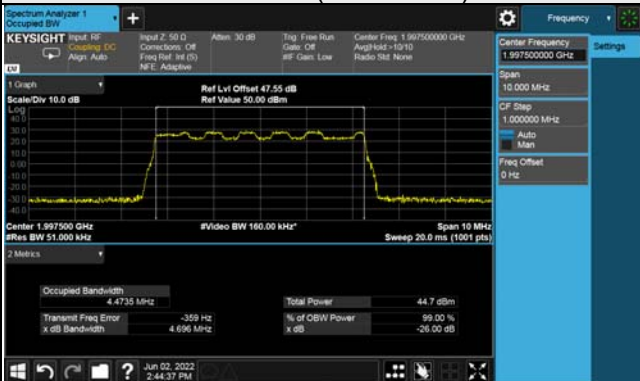 Spectrum Analyzer 1
Occupied BW
Frequency
KEYSIGHT
Input: RF
Coupling: DC
Align: Auto
Input Z: 50 Ω
Corrections: Off
Freq Ref: Int (S)
NFE: Adaptive
Atten: 30 dB
Trig: Free Run
Gate: Off
#IF Gain: Low
Center Freq: 1.997500000 GHz
Avg|Hold:>10/10
Radio Std: None
Center Frequency
1.997500000 GHz
Settings
Span
10.000 MHz
CF Step
1.000000 MHz
Auto
Man
Freq Offset
0 Hz
1 Graph
Scale/Div 10.0 dB
Ref Lvl Offset 47.55 dB
Ref Value 50.00 dBm
Log
40.0
30.0
20.0
10.0
0.00
-10.0
-20.0
-30.0
-40.0
Center 1.997500 GHz
#Res BW 51.000 kHz
#Video BW 160.00 kHz*
Span 10 MHz
Sweep 20.0 ms (1001 pts)
2 Metrics
Occupied Bandwidth
4.4735 MHz
Total Power
44.7 dBm
Transmit Freq Error
-359 Hz
% of OBW Power
99.00 %
x dB Bandwidth
4.696 MHz
x dB
-26.00 dB
Jun 02, 2022
2:44:37 PM